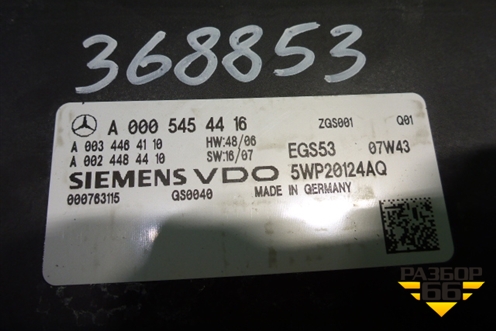 368853
A 000 545 44 16
ZGS001
Q01
A 003 446 41 10
HW:48/06
EGS53
07W43
A 002 448 44 10
SW:16/07
SIEMENS VDO
5WP20124AQ
000763115
QS0040
MADE IN GERMANY
РАЗБОР
66